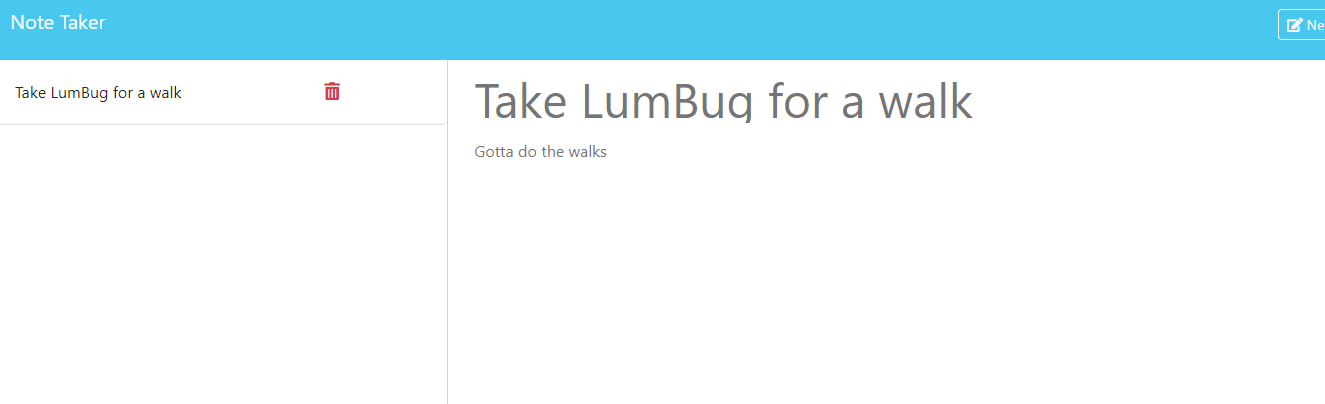 Note Taker
Ne
Take LumBug for a walk
Take LumBug for a walk
Gotta do the walks